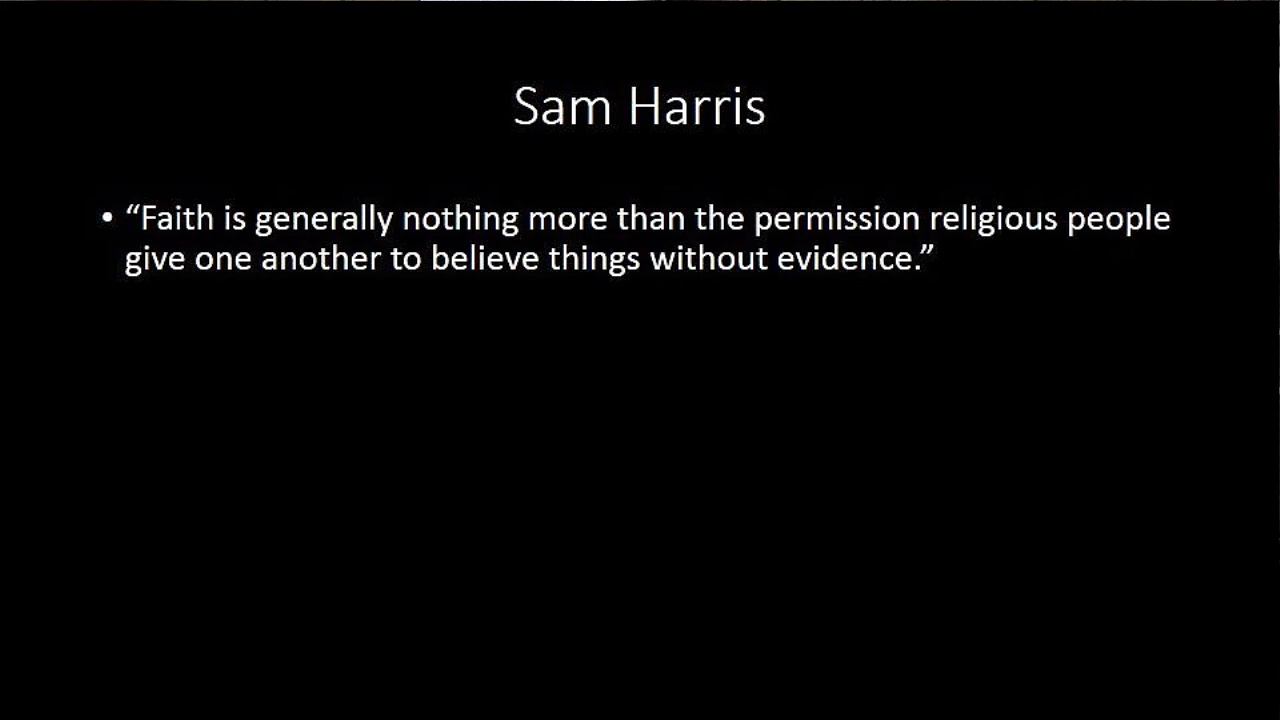 Sam Harris
• “Faith is generally nothing more than the permission religious people
give one another to believe things without evidence.”